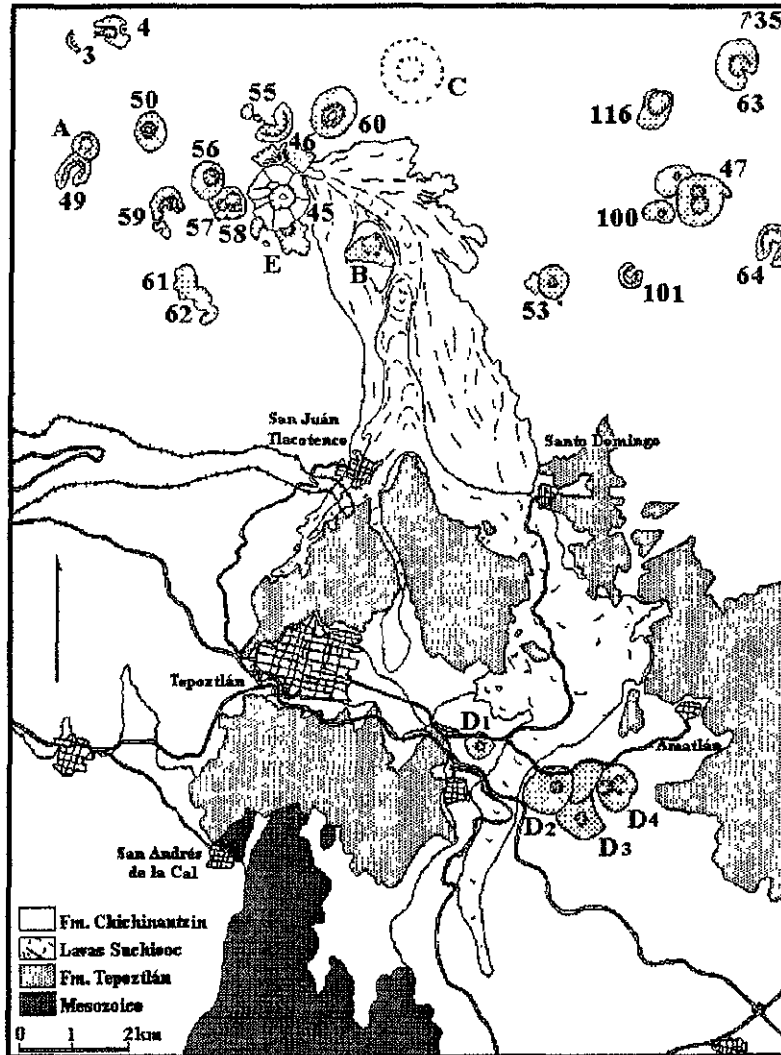 35
4
3
63
C
55
50
60
116
A
46
56
47
49
45
59
57
58
100
E
B
64
61
53
101
62
San Juán
Tlacotenco
Santo Domingo
Tepoztlán
D1
Amatlán
D2
D4
D3
San Andrés
de la Cal
Fm. Chichinautzin
Lavas Suchisoc
Fm. Tepoztlán
Mesozoico
0 1 2km